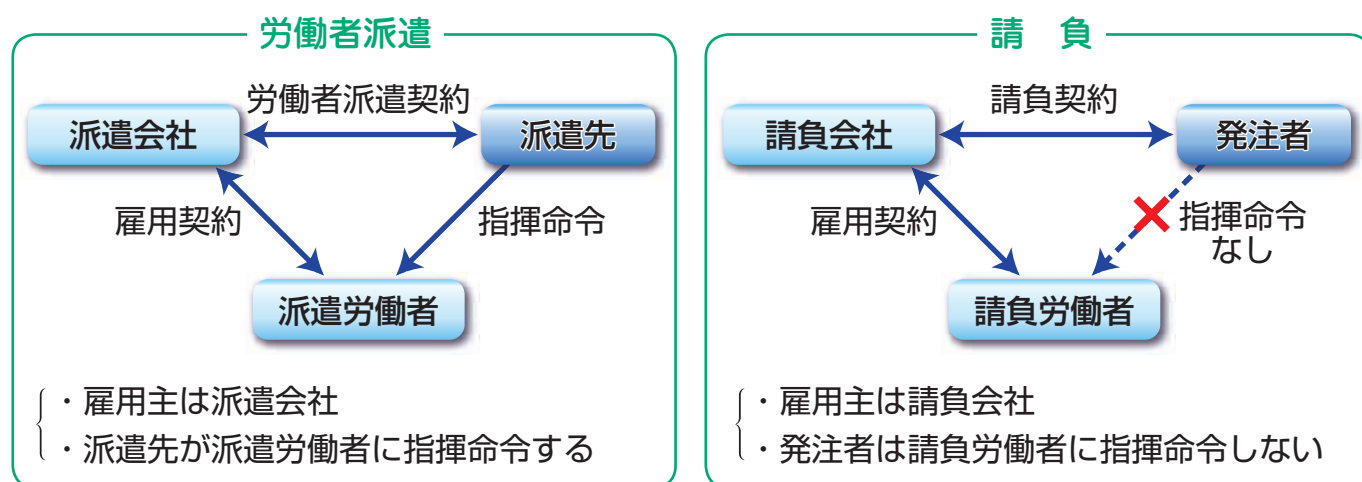 労働者派遣
労働者派遣契約
派遣会社
派遣先
雇用契約
指揮命令
派遣労働者
・雇用主は派遣会社
・派遣先が派遣労働者に指揮命令する
請　負
請負契約
請負会社
発注者
雇用契約
指揮命令
なし
請負労働者
・雇用主は請負会社
・発注者は請負労働者に指揮命令しない